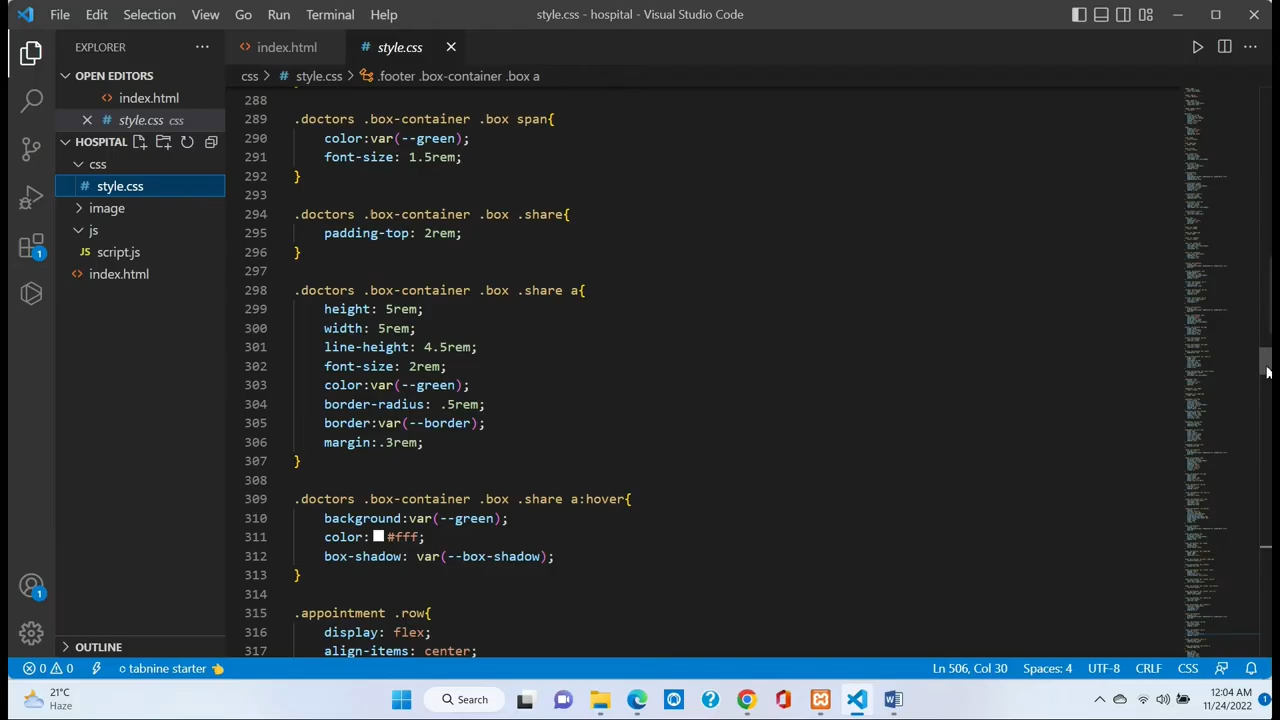 File Edit Selection View Go Run Terminal Help
style.css - hospital - Visual Studio Code
EXPLORER
OPEN EDITORS
index.html
style.css css
HOSPITAL
css
style.css
image
js
script.js
index.html
OUTLINE
index.html
style.css
css > style.css > .footer .box-container .box a
288
289 .doctors .box-container .box span{
290 color:var(--green);
291 font-size: 1.5rem;
292 }
293
294 .doctors .box-container .box .share{
295 padding-top: 2rem;
296 }
297
298 .doctors .box-container .box .share a{
299 height: 5rem;
300 width: 5rem;
301 line-height: 4.5rem;
302 font-size: 2rem;
303 color:var(--green);
304 border-radius: .5rem;
305 border:var(--border);
306 margin:.3rem;
307 }
308
309 .doctors .box-container .box .share a:hover{
310 background:var(--green);
311 color: #fff;
312 box-shadow: var(--box-shadow);
313 }
314
315 .appointment .row{
316 display: flex;
317 align-items: center;
1
1
0 0 tabnine starter
Ln 506, Col 30 Spaces: 4 UTF-8 CRLF CSS
21°C
Haze
Search
12:04 AM
11/24/2022
1